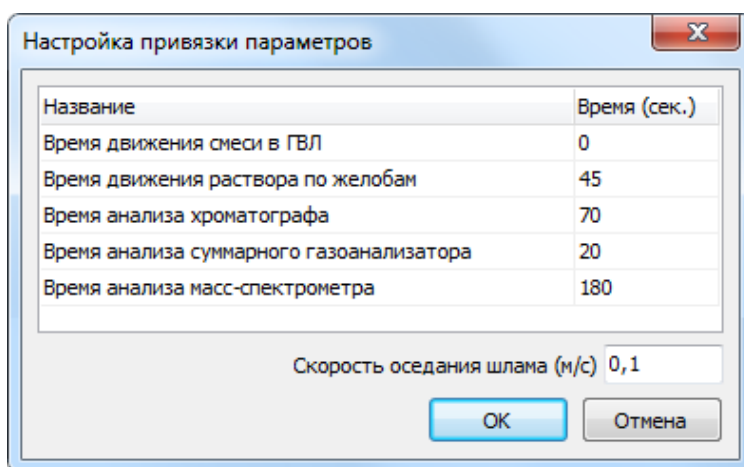 Настройка привязки параметров
Название Время (сек.)
Время движения смеси в ГВЛ 0
Время движения раствора по желобам 45
Время анализа хроматографа 70
Время анализа суммарного газоанализатора 20
Время анализа масс-спектрометра 180
Скорость оседания шлама (м/с) 0,1
ОК Отмена